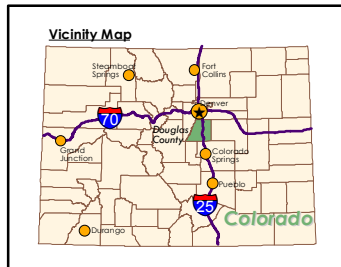 Vicinity Map
Steamboat
Springs
Fort
Collins
Denver
70
Douglas
County
Grand
Junction
Colorado
Springs
Pueblo
25
Colorado
Durango